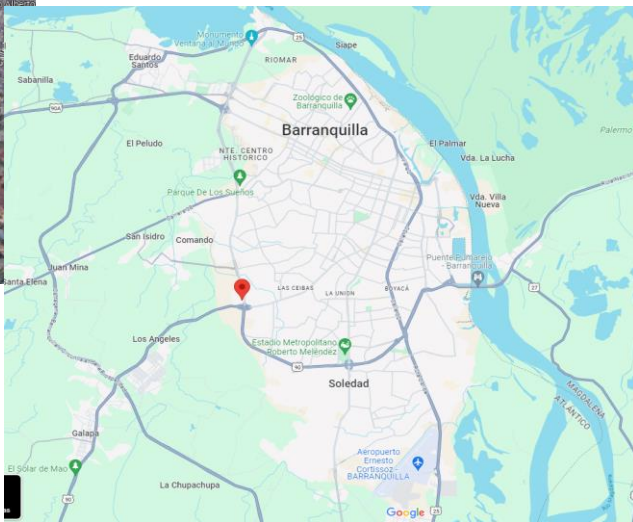 Monumento
Ventana al Mundo
25
Siape
Eduardo
Santos
RIOMAR
Sabanilla
Zoológico de
Barranquilla
90A
Barranquilla
Palermo
El Peludo
El Palmar
NTE. CENTRO
HISTORICO
Vda. La Lucha
Parque De Los Sueños
Vda. Villa
Nueva
San Isidro
Comando
Puente Pumarejo
- Barranquilla
Juan Mina
Santa Elena
LAS CEIBAS
LA UNION
BOYACÁ
27
Los Angeles
Estadio Metropolitano
Roberto Meléndez
90
Soledad
MAGDALENA
ATLÁNTICO
Galapa
El Solar de Mao
Aeropuerto
Ernesto
Cortissoz -
BARRANQUILLA
La Chupachupa
90
Google
25